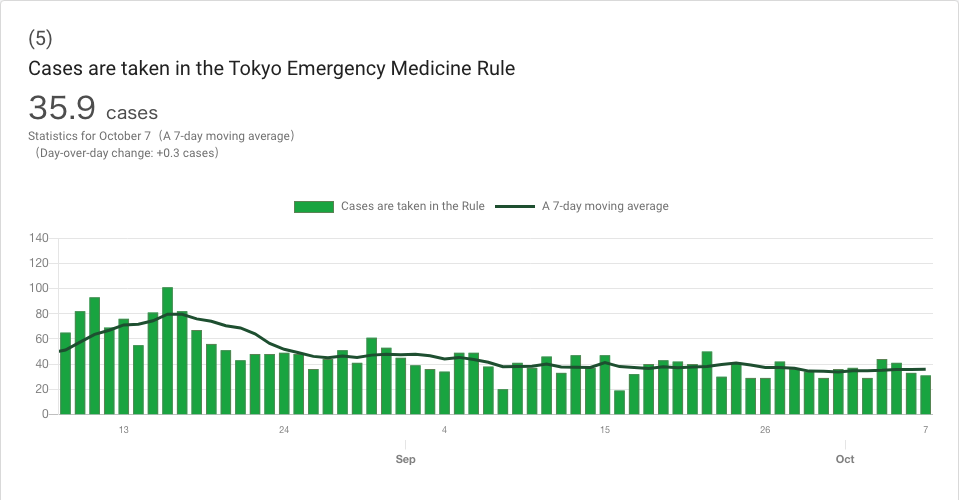 (5)
Cases are taken in the Tokyo Emergency Medicine Rule
35.9 cases
Statistics for October 7（A 7-day moving average）
（Day-over-day change: +0.3 cases）
Cases are taken in the Rule A 7-day moving average
140
120
100
80
60
40
20
0
13 24 4 15 26 7
Sep Oct